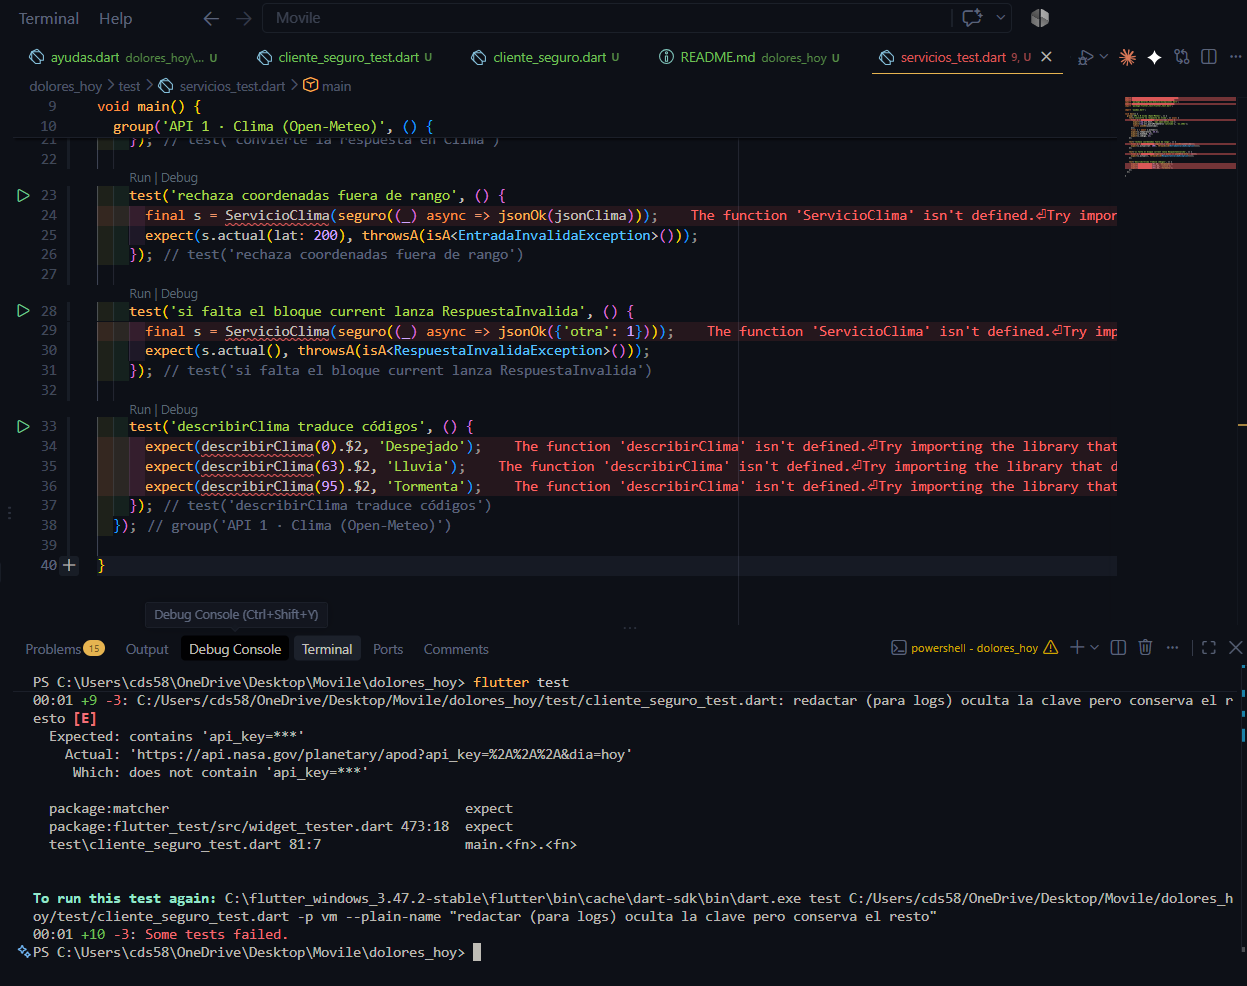 Terminal Help Movile
ayudas.dart dolores_hoy\... U cliente_seguro_test.dart U cliente_seguro.dart U README.md dolores_hoy U servicios_test.dart 9, U
dolores_hoy > test > servicios_test.dart > main
9 void main() {
10 group('API 1 · Clima (Open-Meteo)', () {
21 }); // test('convierte la respuesta en Clima')
22
Run | Debug
23 test('rechaza coordenadas fuera de rango', () {
24 final s = ServicioClima(seguro((_) async => jsonOk(jsonClima))); The function 'ServicioClima' isn't defined.⏎Try impor
25 expect(s.actual(lat: 200), throwsA(isA<EntradaInvalidaException>()));
26 }); // test('rechaza coordenadas fuera de rango')
27
Run | Debug
28 test('si falta el bloque current lanza RespuestaInvalida', () {
29 final s = ServicioClima(seguro((_) async => jsonOk({'otra': 1}))); The function 'ServicioClima' isn't defined.⏎Try imp
30 expect(s.actual(), throwsA(isA<RespuestaInvalidaException>()));
31 }); // test('si falta el bloque current lanza RespuestaInvalida')
32
Run | Debug
33 test('describirClima traduce códigos', () {
34 expect(describirClima(0).$2, 'Despejado'); The function 'describirClima' isn't defined.⏎Try importing the library that
35 expect(describirClima(63).$2, 'Lluvia'); The function 'describirClima' isn't defined.⏎Try importing the library that d
36 expect(describirClima(95).$2, 'Tormenta'); The function 'describirClima' isn't defined.⏎Try importing the library that
37 }); // test('describirClima traduce códigos')
38 }); // group('API 1 · Clima (Open-Meteo)')
39
40 }
Debug Console (Ctrl+Shift+Y)
Problems 15 Output Debug Console Terminal Ports Comments powershell - dolores_hoy
PS C:\Users\cds58\OneDrive\Desktop\Movile\dolores_hoy> flutter test
00:01 +9 -3: C:/Users/cds58/OneDrive/Desktop/Movile/dolores_hoy/test/cliente_seguro_test.dart: redactar (para logs) oculta la clave pero conserva el r
esto [E]
Expected: contains 'api_key=***'
Actual: 'https://api.nasa.gov/planetary/apod?api_key=%2A%2A%2A&dia=hoy'
Which: does not contain 'api_key=***'
package:matcher expect
package:flutter_test/src/widget_tester.dart 473:18 expect
test\cliente_seguro_test.dart 81:7 main.<fn>.<fn>
To run this test again: C:\flutter_windows_3.47.2-stable\flutter\bin\cache\dart-sdk\bin\dart.exe test C:/Users/cds58/OneDrive/Desktop/Movile/dolores_h
oy/test/cliente_seguro_test.dart -p vm --plain-name "redactar (para logs) oculta la clave pero conserva el resto"
00:01 +10 -3: Some tests failed.
PS C:\Users\cds58\OneDrive\Desktop\Movile\dolores_hoy>